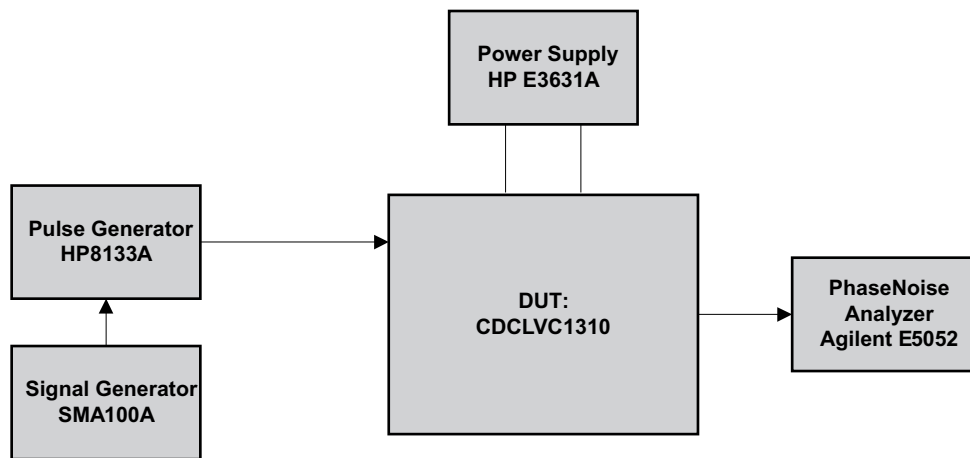 Power Supply
HP E3631A
Pulse Generator
HP8133A
DUT:
CDCLVC1310
PhaseNoise
Analyzer
Agilent E5052
Signal Generator
SMA100A